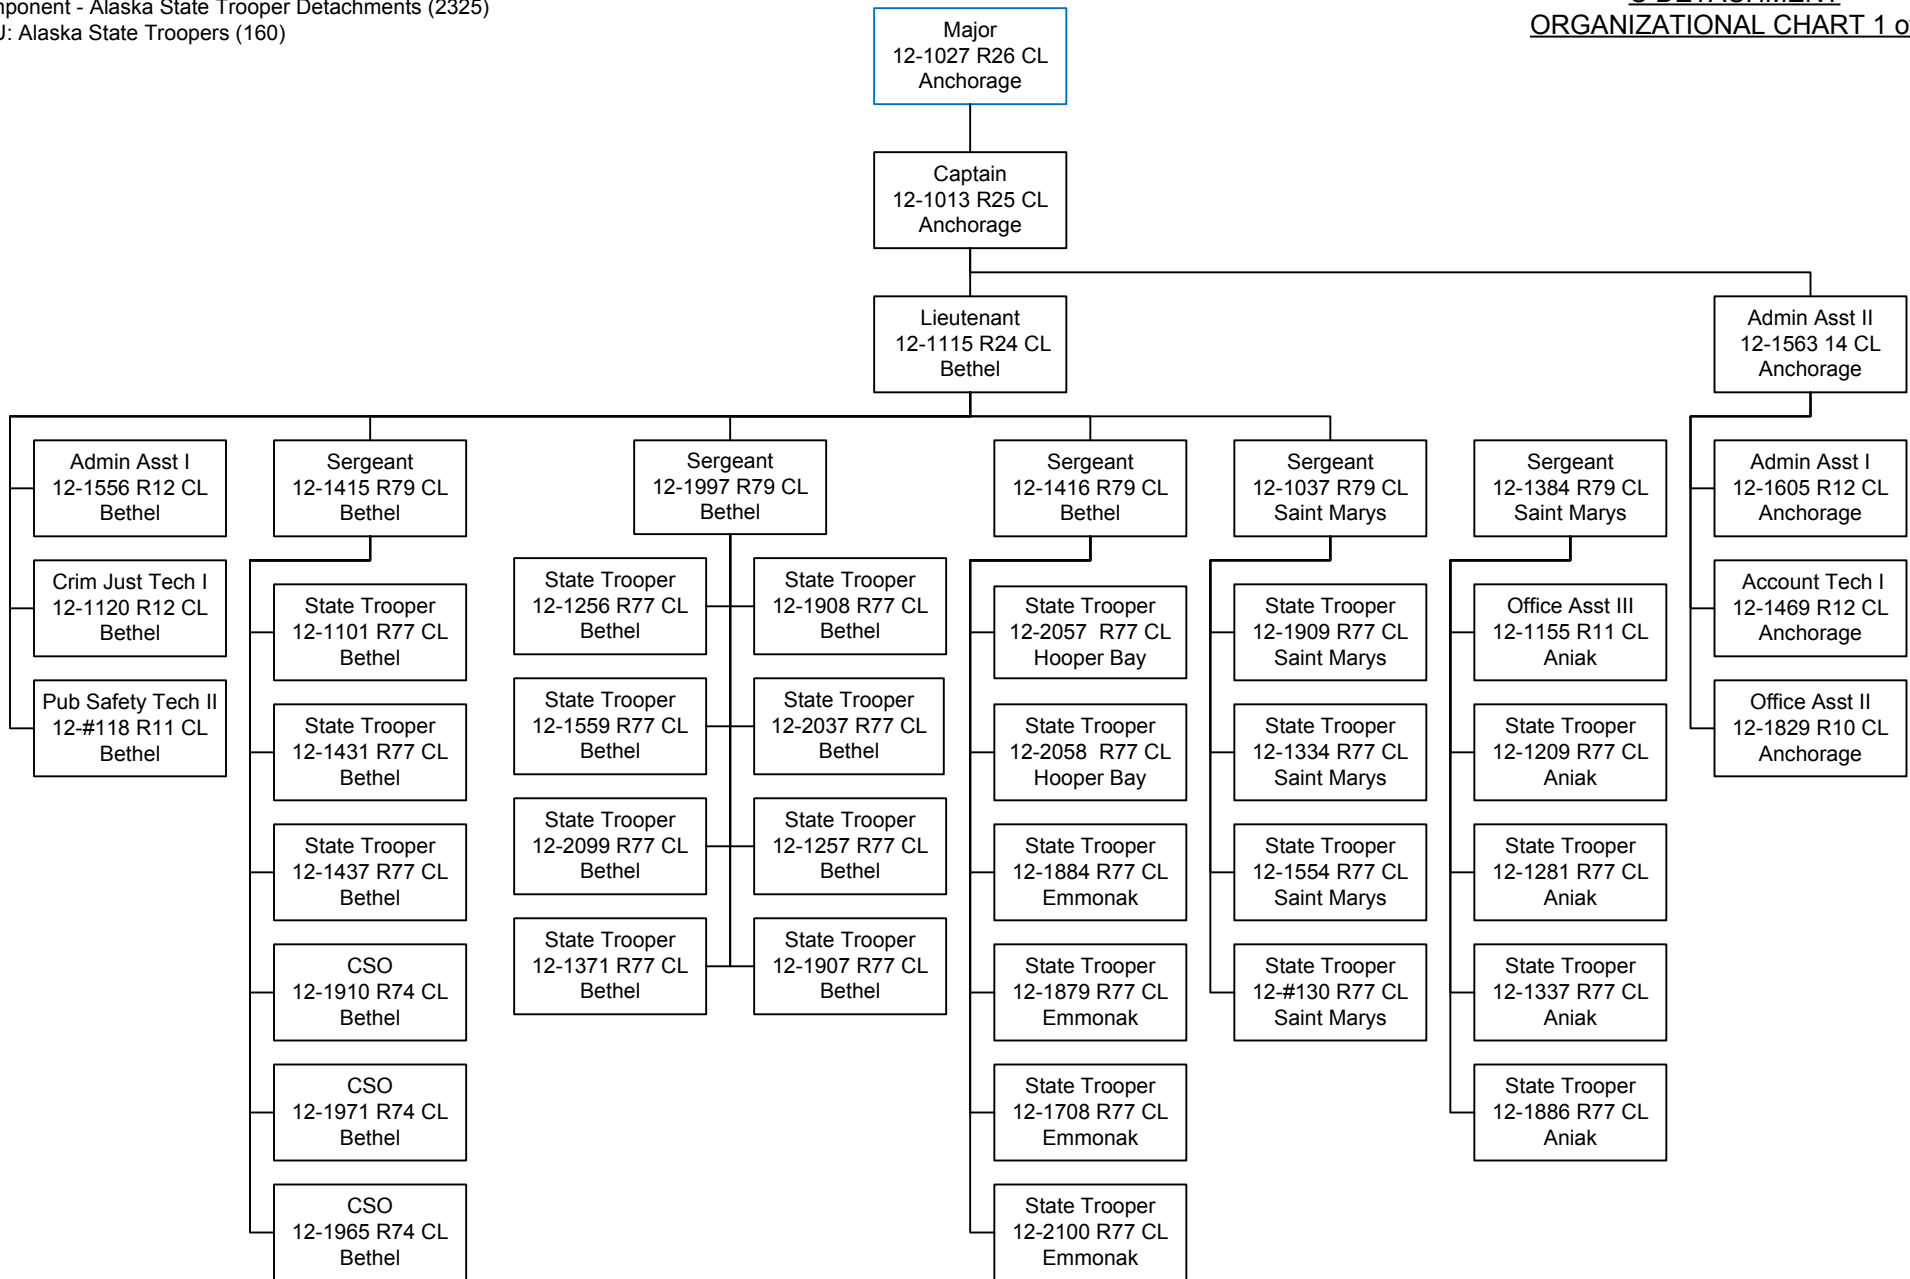 Alaska State Trooper Detachments (2325)
Alaska State Troopers (160)
ORGANIZATIONAL CHART 1
Major
12-1027 R26 CL
Anchorage
Captain
12-1013 R25 CL
Anchorage
Lieutenant
12-1115 R24 CL
Bethel
Admin Asst II
12-1563 14 CL
Anchorage
Admin Asst I
12-1556 R12 CL
Bethel
Crim Just Tech I
12-1120 R12 CL
Bethel
Pub Safety Tech II
12-#118 R11 CL
Bethel
Sergeant
12-1415 R79 CL
Bethel
State Trooper
12-1101 R77 CL
Bethel
State Trooper
12-1431 R77 CL
Bethel
State Trooper
12-1437 R77 CL
Bethel
CSO
12-1910 R74 CL
Bethel
CSO
12-1971 R74 CL
Bethel
CSO
12-1965 R74 CL
Bethel
Sergeant
12-1997 R79 CL
Bethel
State Trooper
12-1256 R77 CL
Bethel
State Trooper
12-1908 R77 CL
Bethel
State Trooper
12-1559 R77 CL
Bethel
State Trooper
12-2037 R77 CL
Bethel
State Trooper
12-2099 R77 CL
Bethel
State Trooper
12-1257 R77 CL
Bethel
State Trooper
12-1371 R77 CL
Bethel
State Trooper
12-1907 R77 CL
Bethel
Sergeant
12-1416 R79 CL
Bethel
State Trooper
12-2057  R77 CL
Hooper Bay
State Trooper
12-2058  R77 CL
Hooper Bay
State Trooper
12-1884 R77 CL
Emmonak
State Trooper
12-1879 R77 CL
Emmonak
State Trooper
12-1708 R77 CL
Emmonak
State Trooper
12-2100 R77 CL
Emmonak
Sergeant
12-1037 R79 CL
Saint Marys
State Trooper
12-1909 R77 CL
Saint Marys
State Trooper
12-1334 R77 CL
Saint Marys
State Trooper
12-1554 R77 CL
Saint Marys
State Trooper
12-#130 R77 CL
Saint Marys
Sergeant
12-1384 R79 CL
Saint Marys
Office Asst III
12-1155 R11 CL
Aniak
State Trooper
12-1209 R77 CL
Aniak
State Trooper
12-1281 R77 CL
Aniak
State Trooper
12-1337 R77 CL
Aniak
State Trooper
12-1886 R77 CL
Aniak
Admin Asst I
12-1605 R12 CL
Anchorage
Account Tech I
12-1469 R12 CL
Anchorage
Office Asst II
12-1829 R10 CL
Anchorage